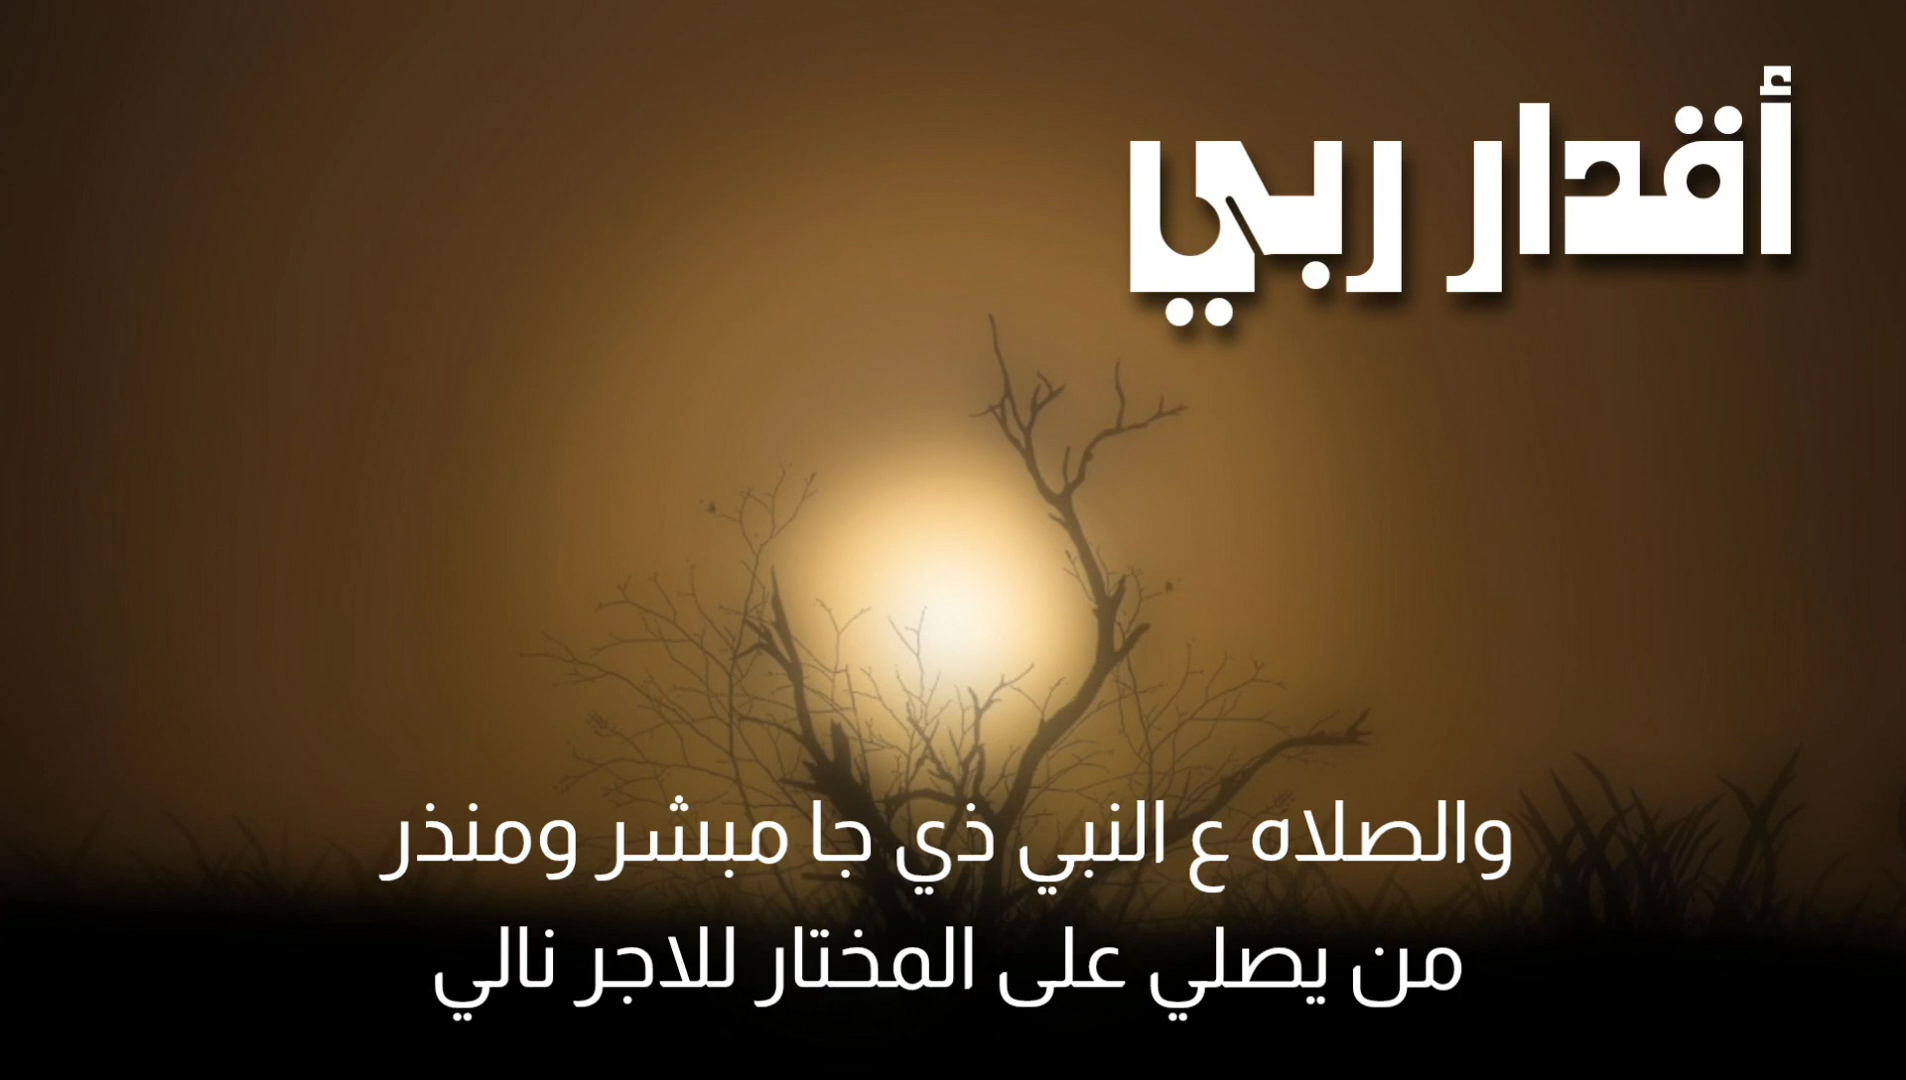 أقدار ربي
والصلاه ع النبي ذي جا مبشر ومنذر
من يصلي على المختار للاجر نالي